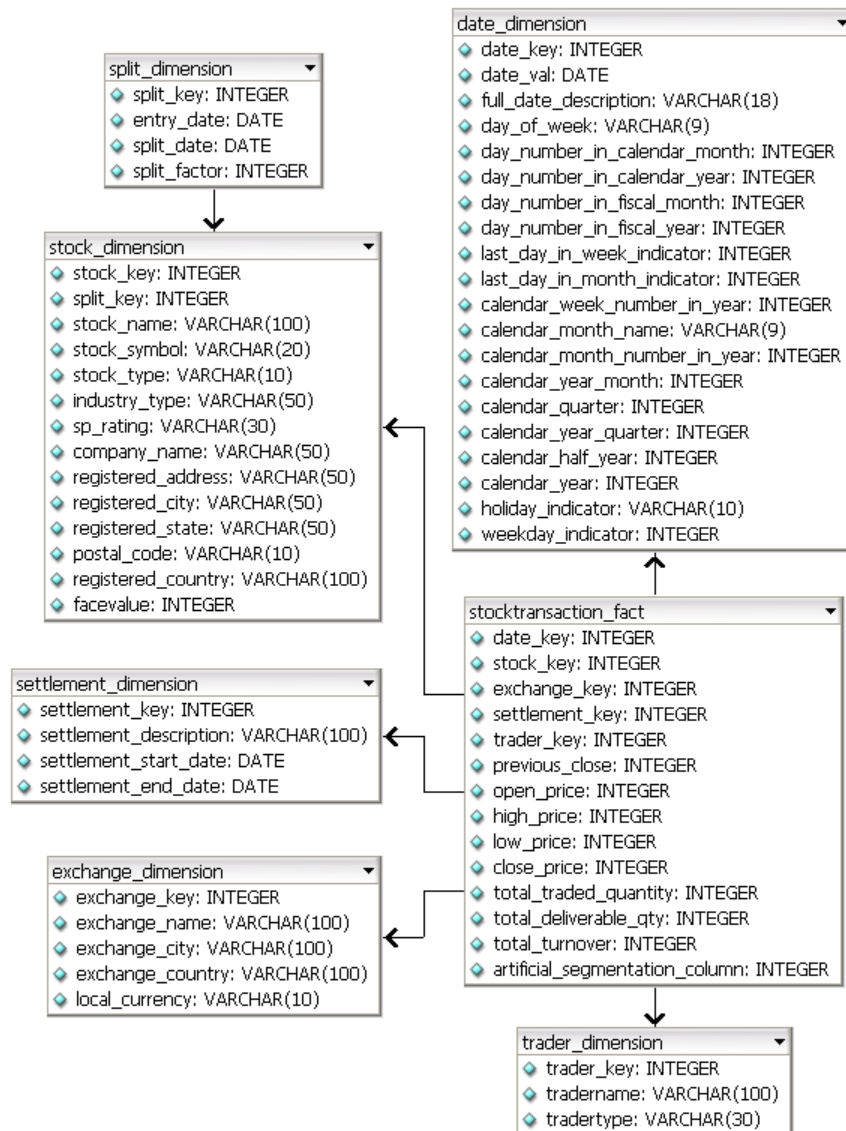 split_dimension
split_key: INTEGER
entry_date: DATE
split_date: DATE
split_factor: INTEGER
stock_dimension
stock_key: INTEGER
split_key: INTEGER
stock_name: VARCHAR(100)
stock_symbol: VARCHAR(20)
stock_type: VARCHAR(10)
industry_type: VARCHAR(50)
sp_rating: VARCHAR(30)
company_name: VARCHAR(50)
registered_address: VARCHAR(50)
registered_city: VARCHAR(50)
registered_state: VARCHAR(50)
postal_code: VARCHAR(10)
registered_country: VARCHAR(100)
facevalue: INTEGER
settlement_dimension
settlement_key: INTEGER
settlement_description: VARCHAR(100)
settlement_start_date: DATE
settlement_end_date: DATE
exchange_dimension
exchange_key: INTEGER
exchange_name: VARCHAR(100)
exchange_city: VARCHAR(100)
exchange_country: VARCHAR(100)
local_currency: VARCHAR(10)
date_dimension
date_key: INTEGER
date_val: DATE
full_date_description: VARCHAR(18)
day_of_week: VARCHAR(9)
day_number_in_calendar_month: INTEGER
day_number_in_calendar_year: INTEGER
day_number_in_fiscal_month: INTEGER
day_number_in_fiscal_year: INTEGER
last_day_in_week_indicator: INTEGER
last_day_in_month_indicator: INTEGER
calendar_week_number_in_year: INTEGER
calendar_month_name: VARCHAR(9)
calendar_month_number_in_year: INTEGER
calendar_year_month: INTEGER
calendar_quarter: INTEGER
calendar_year_quarter: INTEGER
calendar_half_year: INTEGER
calendar_year: INTEGER
holiday_indicator: VARCHAR(10)
weekday_indicator: INTEGER
stocktransaction_fact
date_key: INTEGER
stock_key: INTEGER
exchange_key: INTEGER
settlement_key: INTEGER
trader_key: INTEGER
previous_close: INTEGER
open_price: INTEGER
high_price: INTEGER
low_price: INTEGER
close_price: INTEGER
total_traded_quantity: INTEGER
total_deliverable_qty: INTEGER
total_turnover: INTEGER
artificial_segmentation_column: INTEGER
trader_dimension
trader_key: INTEGER
tradername: VARCHAR(100)
tradertype: VARCHAR(30)